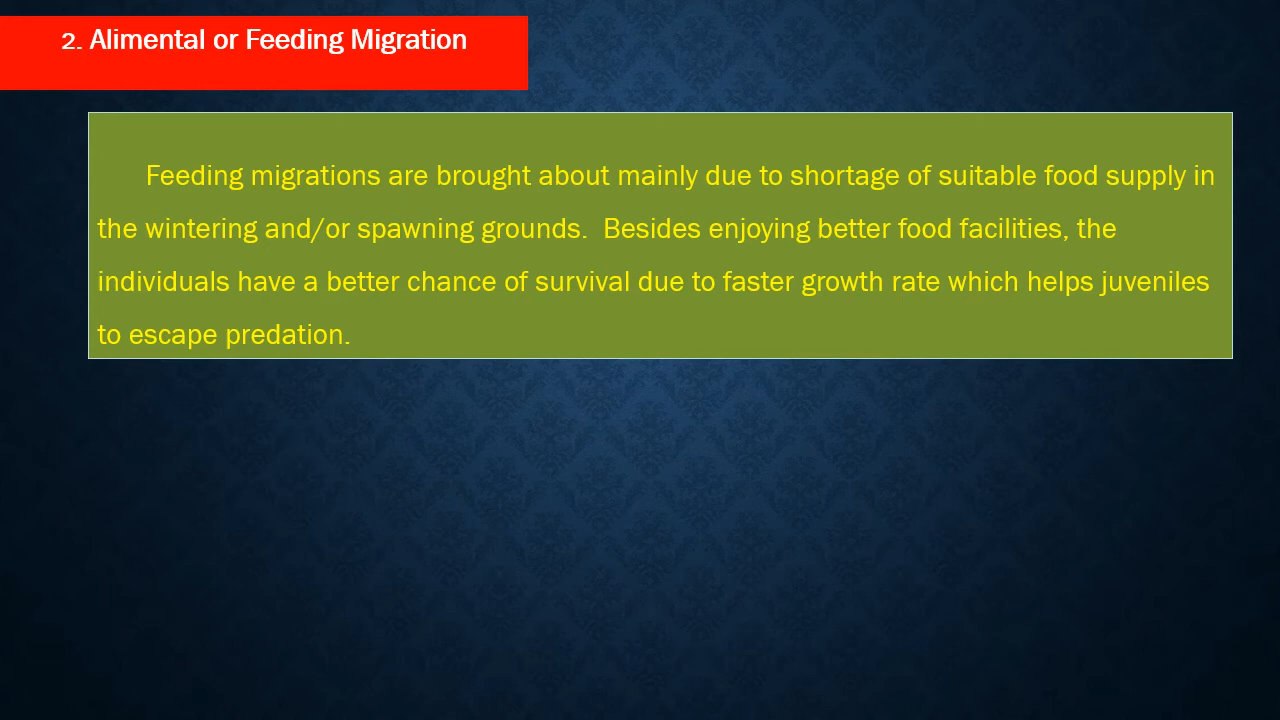 2. Alimental or Feeding Migration
Feeding migrations are brought about mainly due to shortage of suitable food supply in
the wintering and/or spawning grounds.  Besides enjoying better food facilities, the
individuals have a better chance of survival due to faster growth rate which helps juveniles
to escape predation.